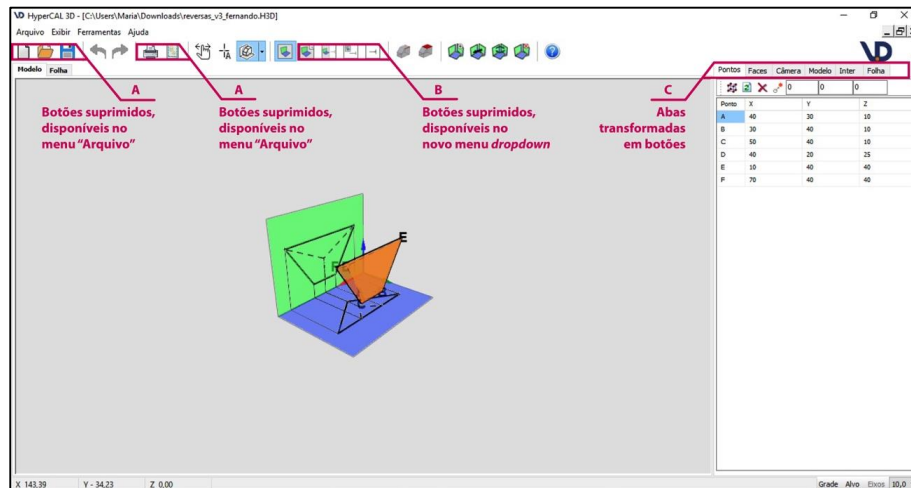 HyperCAL 3D - [C:\Users\Maria\Downloads\reversas_v3_fernando.H3D]
Arquivo Exibir Ferramentas Ajuda
VD
Modelo Folha
A
Botões suprimidos,
disponíveis no
menu “Arquivo”
A
Botões suprimidos,
disponíveis no
menu “Arquivo”
B
Botões suprimidos,
disponíveis no
novo menu dropdown
C
Abas
transformadas
em botões
Pontos Faces Câmera Modelo Inter Folha
0 0 0
Ponto X Y Z
A 40 30 10
B 30 40 10
C 50 40 10
D 40 20 25
E 10 40 40
F 70 40 40
E
X 143,39 Y - 34,23 Z 0,00
Grade Alvo Eixos 10,0